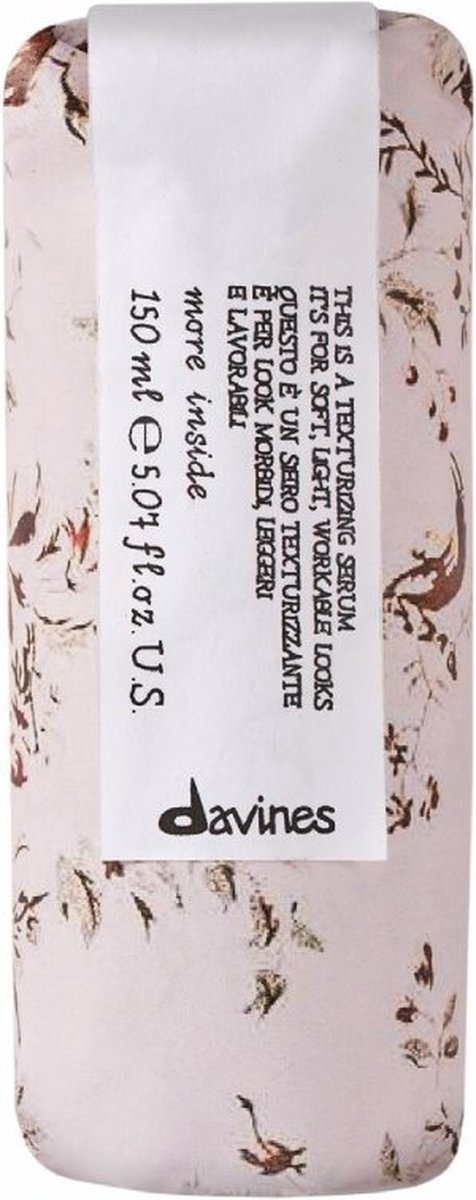 THIS IS A TEXTURIZING SERUM
IT'S FOR SOFT, LIGHT, WORKABLE LOOKS
QUESTO È UN SIERO TEXTURIZZANTE
È PER LOOK MORBIDI, LEGGERI
E LAVORABILI
more inside
150 ml ℮ 5.07 fl.oz.U.S.
davines